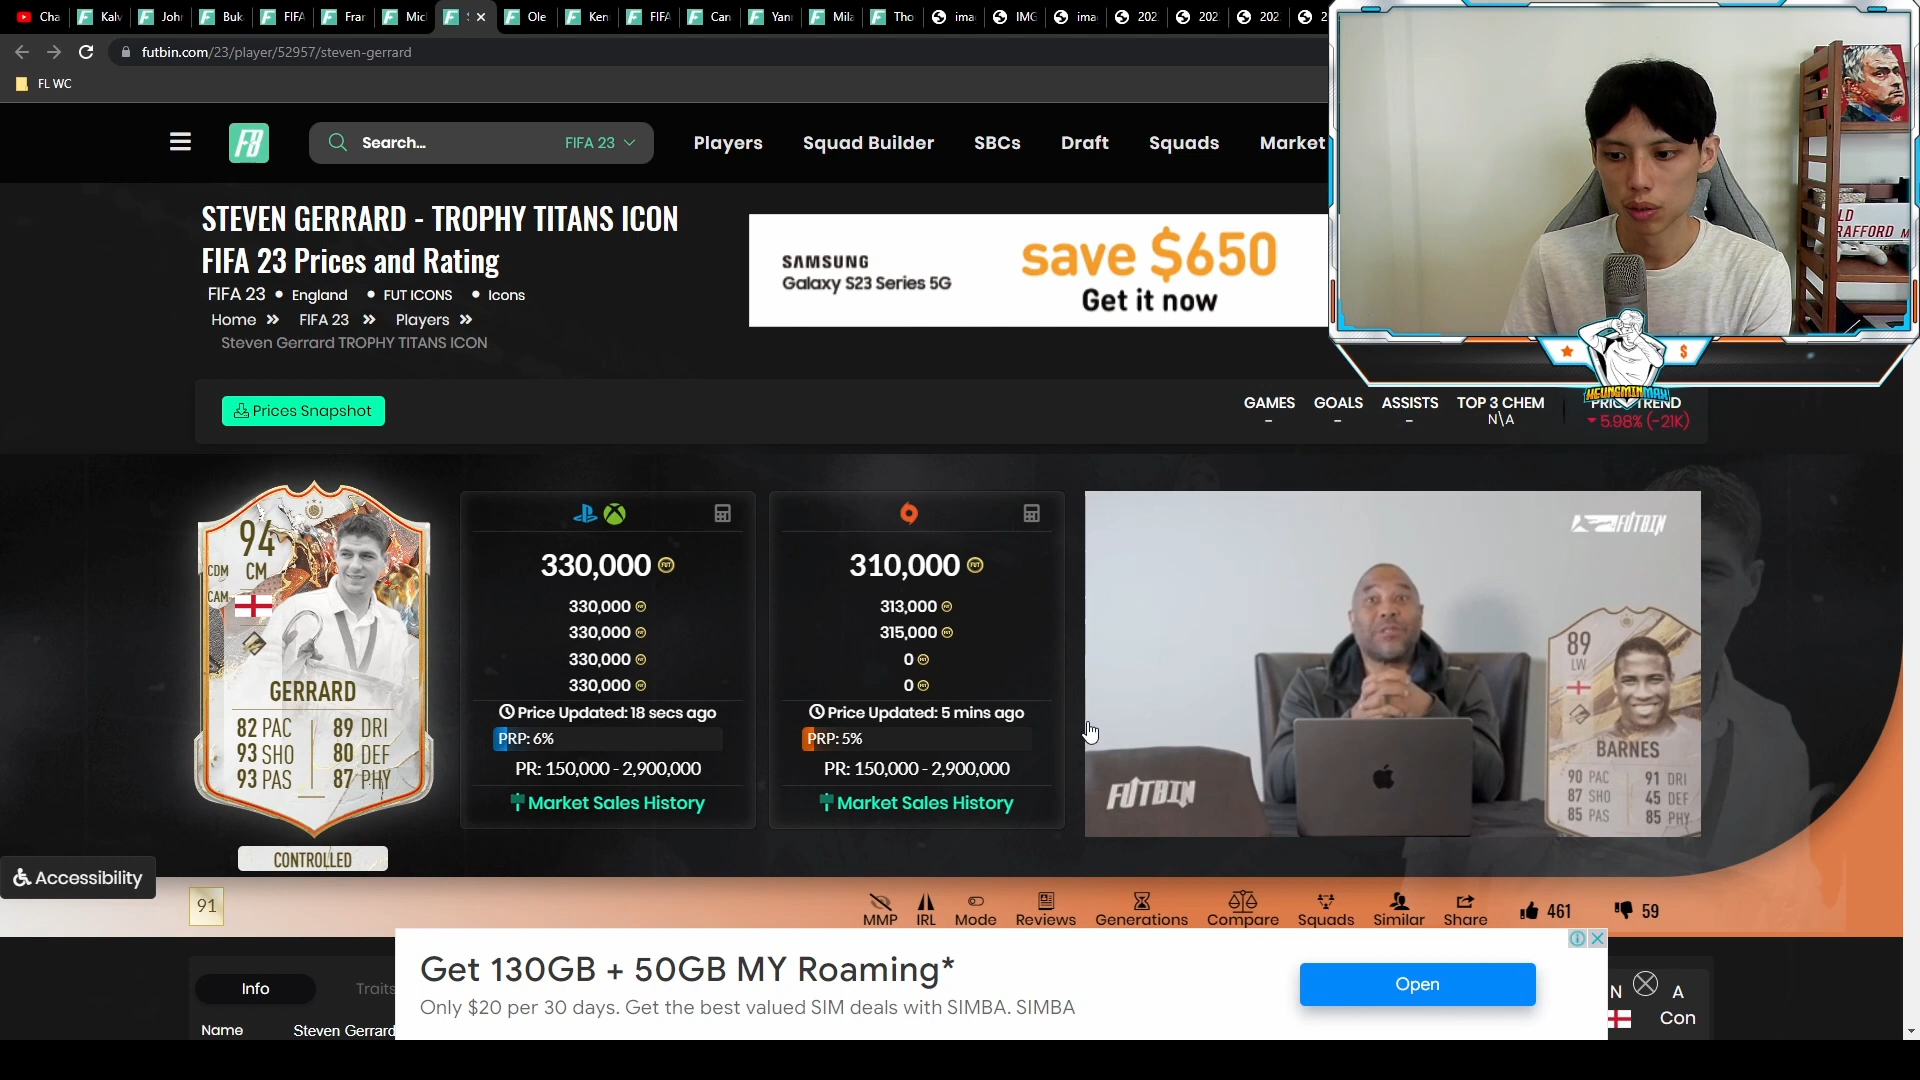 Cha
Kalv
Joh
Buk
FIFA
Fran
Micl
Ole
Ken
FIFA
Can
Yan
Mila
Tho
ima
IMG
ima
202
202
202
2
futbin.com/23/player/52957/steven-gerrard
FL WC
FB
Search...
FIFA 23
Players
Squad Builder
SBCs
Draft
Squads
Market
STEVEN GERRARD - TROPHY TITANS ICON
FIFA 23 Prices and Rating
FIFA 23 • England • FUT ICONS • Icons
Home » FIFA 23 » Players »
Steven Gerrard TROPHY TITANS ICON
SAMSUNG
Galaxy S23 Series 5G
save $650
Get it now
HEUNGMINMAX
Prices Snapshot
GAMES
-
GOALS
-
ASSISTS
-
TOP 3 CHEM
N\A
PRICE TREND
5.98% (-21K)
94
CM
CDM
CAM
GERRARD
82 PAC
89 DRI
93 SHO
80 DEF
93 PAS
87 PHY
CONTROLLED
330,000
330,000
330,000
330,000
330,000
Price Updated: 18 secs ago
PRP: 6%
PR: 150,000 - 2,900,000
Market Sales History
310,000
313,000
315,000
0
0
Price Updated: 5 mins ago
PRP: 5%
PR: 150,000 - 2,900,000
Market Sales History
FUTBIN
FUTBIN
89
LW
BARNES
90 PAC
91 DRI
87 SHO
45 DEF
85 PAS
85 PHY
Accessibility
91
MMP
IRL
Mode
Reviews
Generations
Compare
Squads
Similar
Share
461
59
Info
Traits
Name
Steven Gerrard
Get 130GB + 50GB MY Roaming*
Only $20 per 30 days. Get the best valued SIM deals with SIMBA. SIMBA
Open
N
A
Con